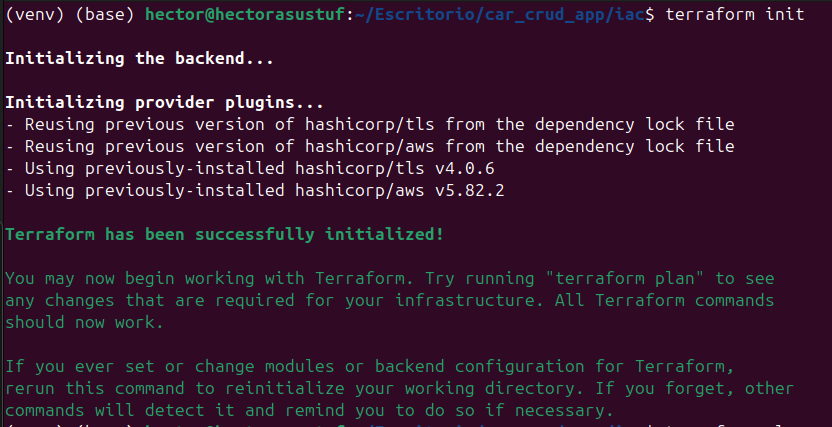 (venv) (base) hector@hectorasustuf:~/Escritorio/car_crud_app/iac$ terraform init
Initializing the backend...
Initializing provider plugins...
- Reusing previous version of hashicorp/tls from the dependency lock file
- Reusing previous version of hashicorp/aws from the dependency lock file
- Using previously-installed hashicorp/tls v4.0.6
- Using previously-installed hashicorp/aws v5.82.2
Terraform has been successfully initialized!
You may now begin working with Terraform. Try running "terraform plan" to see
any changes that are required for your infrastructure. All Terraform commands
should now work.
If you ever set or change modules or backend configuration for Terraform,
rerun this command to reinitialize your working directory. If you forget, other
commands will detect it and remind you to do so if necessary.